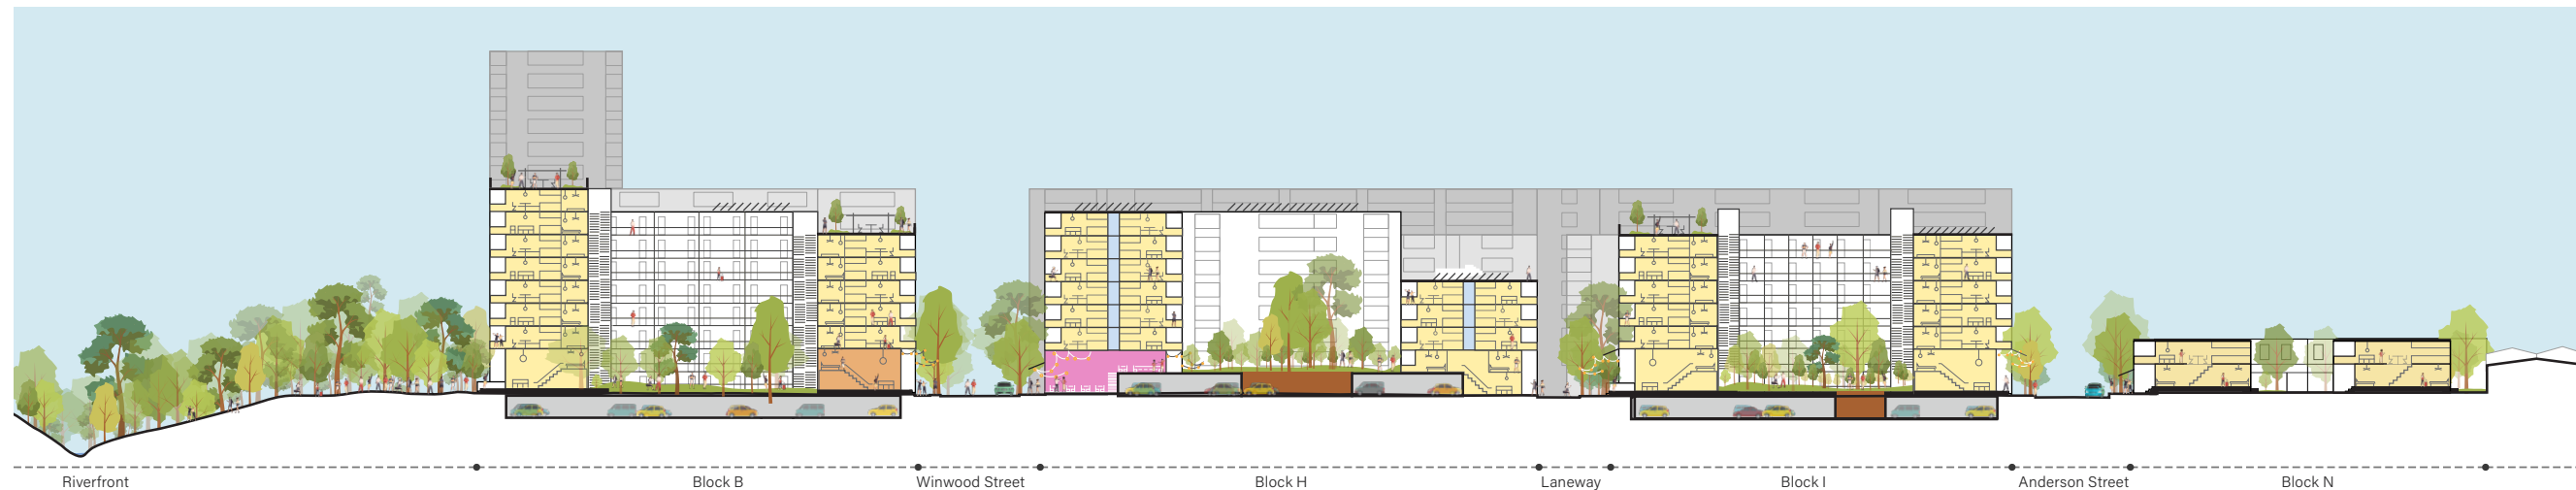 Riverfront
Block B
Winwood Street
Block H
Laneway
Block I
Anderson Street
Block N